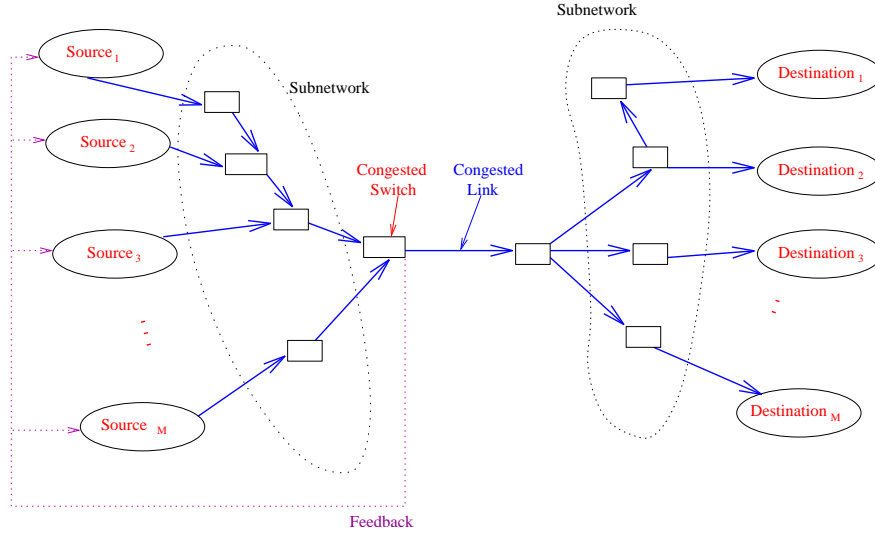 Subnetwork
Source 1
Destination 1
Subnetwork
Source 2
Congested
Switch
Congested
Link
Destination 2
Source 3
Destination 3
Source M
Destination M
Feedback